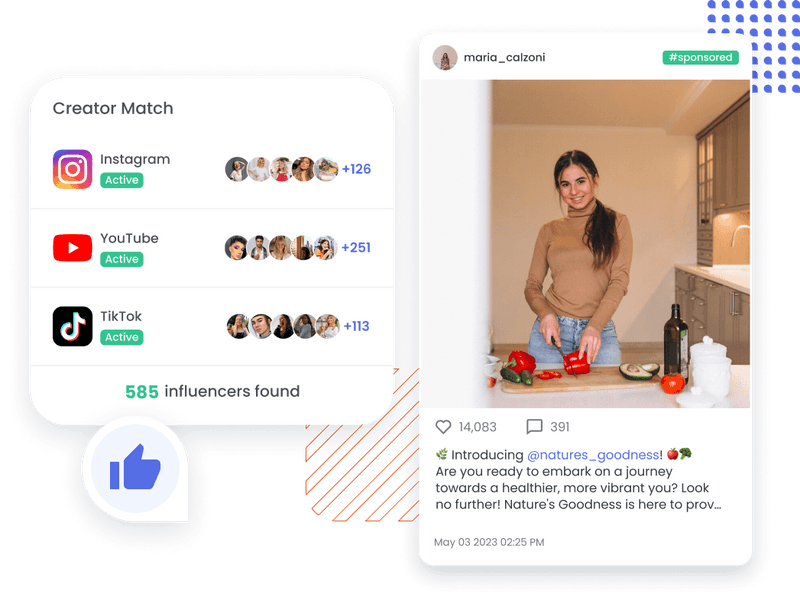 Creator Match
Instagram
Active
+126
YouTube
Active
+251
TikTok
Active
+113
585 influencers found
maria_calzoni
#sponsored
14,083
391
🌿 Introducing @natures_goodness! 🍎🥦
Are you ready to embark on a journey
towards a healthier, more vibrant you? Look
no further! Nature's Goodness is here to prov...
May 03 2023 02:25 PM